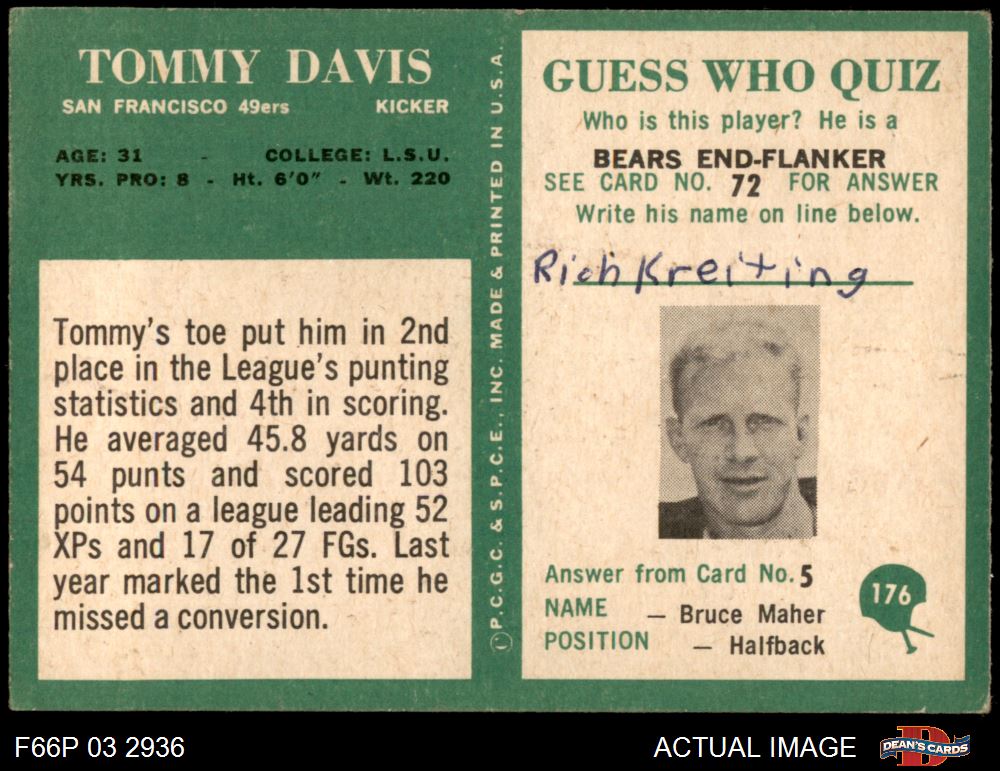 TOMMY DAVIS
SAN FRANCISCO 49ers KICKER
AGE: 31 - COLLEGE: L.S.U.
YRS. PRO: 8 - Ht. 6'0" - Wt. 220
Tommy's toe put him in 2nd
place in the League's punting
statistics and 4th in scoring.
He averaged 45.8 yards on
54 punts and scored 103
points on a league leading 52
XPs and 17 of 27 FGs. Last
year marked the 1st time he
missed a conversion.
© P.C.G.C. & S.P.C.E., INC. MADE & PRINTED IN U.S.A.
GUESS WHO QUIZ
Who is this player? He is a
BEARS END-FLANKER
SEE CARD NO. 72 FOR ANSWER
Write his name on line below.
Rich Kreiting
Answer from Card No. 5
NAME — Bruce Maher
POSITION — Halfback
176
F66P 03 2936
ACTUAL IMAGE
DEAN'S CARDS